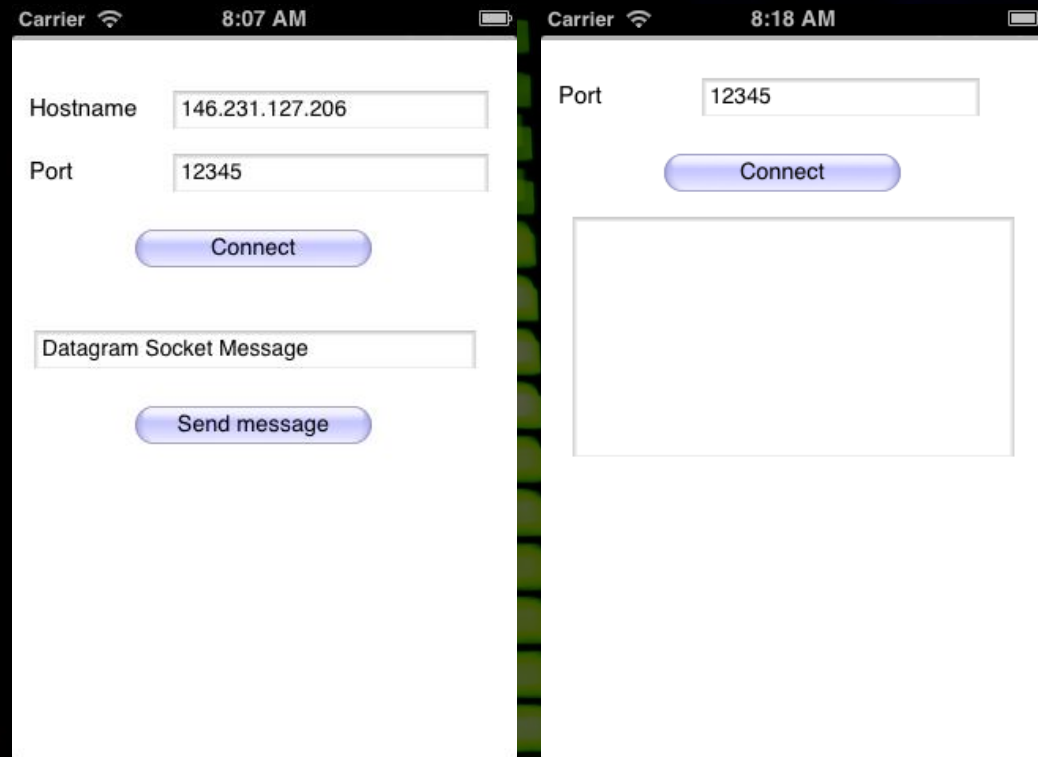 Carrier 8:07 AM
Hostname 146.231.127.206
Port 12345
Connect
Datagram Socket Message
Send message
Carrier 8:18 AM
Port 12345
Connect